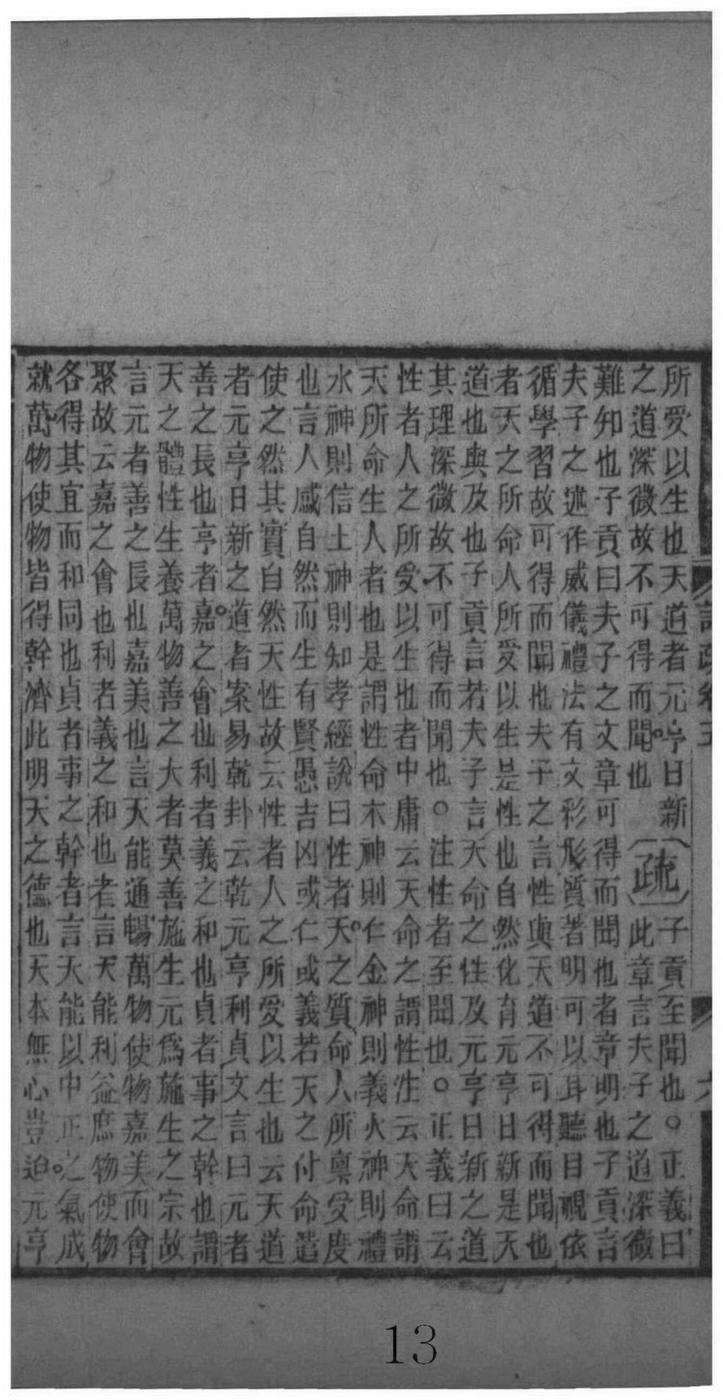 所受以生也天道者元亨日新
之道深微故不可得而聞也
疏
子貢至聞也。正義曰
此章言夫子之道深微
難知也子貢曰夫子之文章可得而聞也者章明也子貢言
夫子之述作威儀禮法有文彩形質著明可以耳聽目視依
循學習故可得而聞也夫子之言性與天道不可得而聞也
者天之所命人所受以生是性也自然化育元亨日新是天
道也與及也子貢言若夫子言天命之性及元亨日新之道
其理深微故不可得而聞也。注性者至聞也。正義曰云
性者人之所受以生也者中庸云天命之謂性注云天命謂
天所命生人者也是謂性命木神則仁金神則義火神則禮
水神則信土神則知孝經說曰性者天之質命人所稟受度
也言人感自然而生有賢愚吉凶或仁或義若天之付命遣
使之然其實自然天性故云性者人之所受以生也云天道
者元亨日新之道者案易乾卦云乾元亨利貞文言曰元者
善之長也亨者嘉之會也利者義之和也貞者事之幹也謂
天之體性生養萬物善之大者莫善施生元爲施生之宗故
言元者善之長也嘉美也言天能通暢萬物使物嘉美而會
聚故云嘉之會也利者義之和也者言天能利益庶物使物
各得其宜而和同也貞者事之幹者言天能以中正之氣成
就萬物使物皆得幹濟此明天之德也天本無心豈造元亨
13